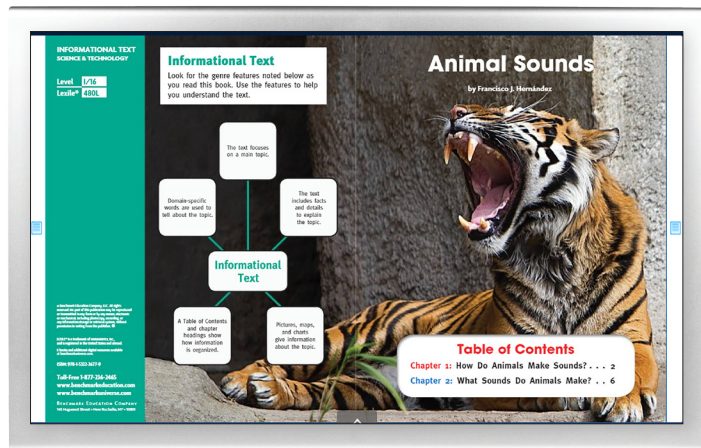 INFORMATIONAL TEXT
SCIENCE & TECHNOLOGY
Level I/16
Lexile® 480L
Toll-Free 1-877-236-2465
www.benchmarkeducation.com
www.benchmarkuniverse.com
BENCHMARK EDUCATION COMPANY
Informational Text
Look for the genre features noted below as
you read this book. Use the features to help
you understand the text.
The text focuses
on a main topic.
Domain-specific
words are used to
tell about the topic.
The text
includes facts
and details
to explain
the topic.
Informational
Text
A Table of Contents
and chapter
headings show
how information
is organized.
Pictures, maps,
and charts
give information
about the topic.
Animal Sounds
by Francisco J. Hernández
Table of Contents
Chapter 1: How Do Animals Make Sounds? . . . 2
Chapter 2: What Sounds Do Animals Make? . . 6